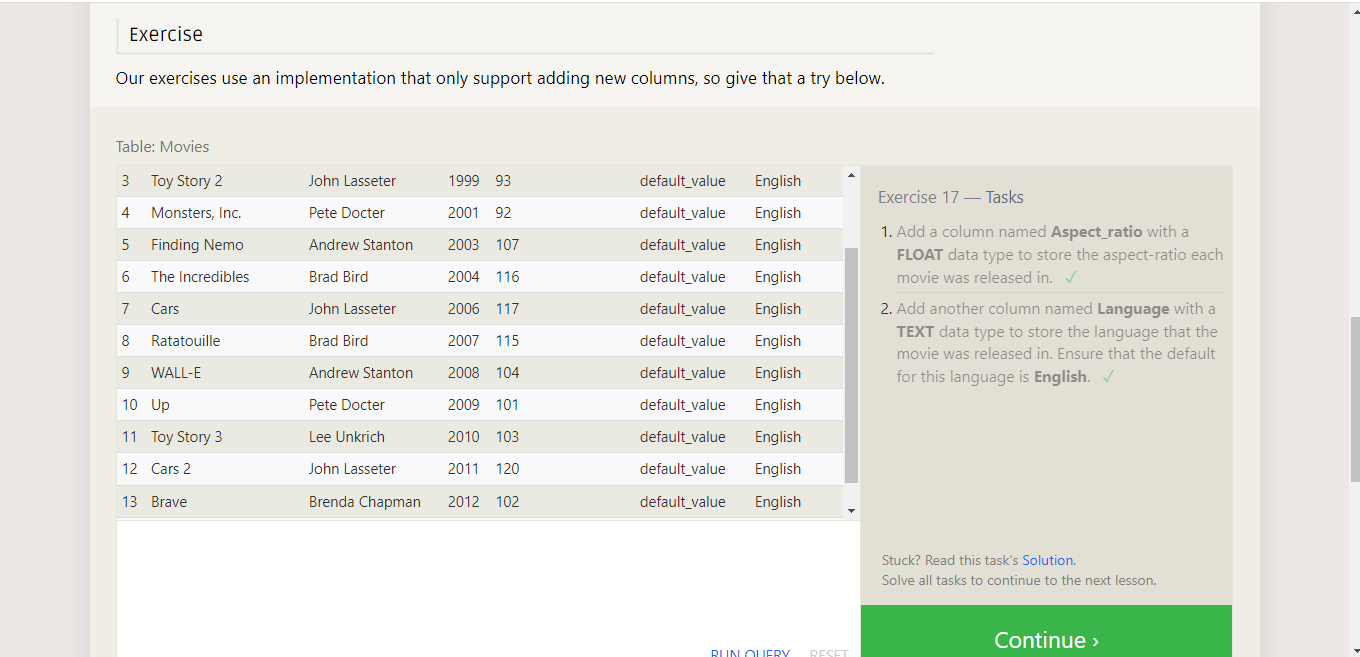 Exercise
Our exercises use an implementation that only support adding new columns, so give that a try below.
Table: Movies
3 Toy Story 2 John Lasseter 1999 93 default_value English
4 Monsters, Inc. Pete Docter 2001 92 default_value English
5 Finding Nemo Andrew Stanton 2003 107 default_value English
6 The Incredibles Brad Bird 2004 116 default_value English
7 Cars John Lasseter 2006 117 default_value English
8 Ratatouille Brad Bird 2007 115 default_value English
9 WALL-E Andrew Stanton 2008 104 default_value English
10 Up Pete Docter 2009 101 default_value English
11 Toy Story 3 Lee Unkrich 2010 103 default_value English
12 Cars 2 John Lasseter 2011 120 default_value English
13 Brave Brenda Chapman 2012 102 default_value English
RUN QUERY RESET
Exercise 17 — Tasks
1. Add a column named Aspect_ratio with a
FLOAT data type to store the aspect-ratio each
movie was released in. ✓
2. Add another column named Language with a
TEXT data type to store the language that the
movie was released in. Ensure that the default
for this language is English. ✓
Stuck? Read this task's Solution.
Solve all tasks to continue to the next lesson.
Continue ›